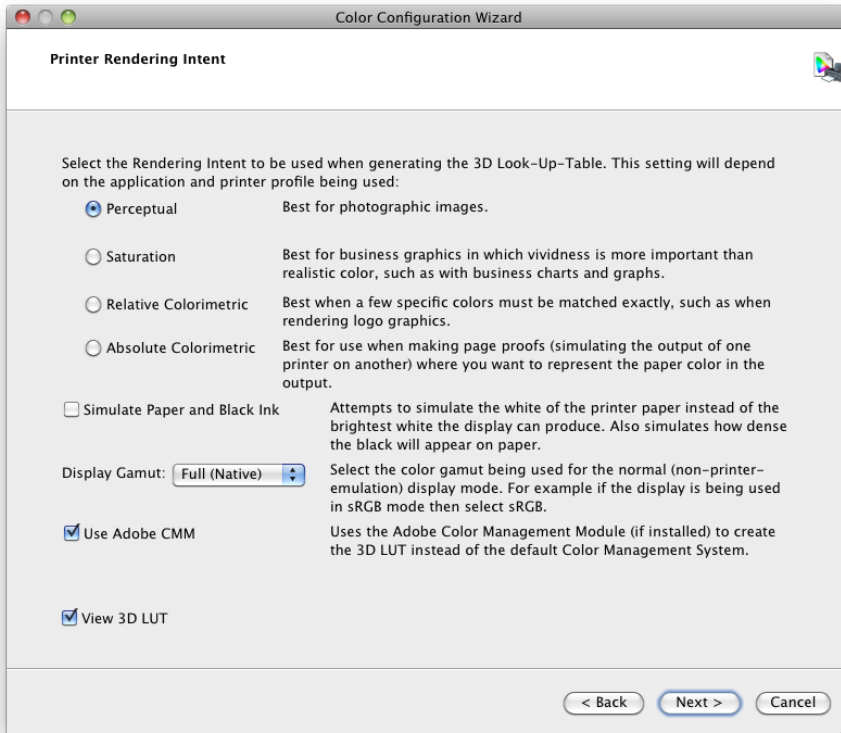 Color Configuration Wizard
Printer Rendering Intent
Select the Rendering Intent to be used when generating the 3D Look-Up-Table. This setting will depend
on the application and printer profile being used:
Perceptual
Best for photographic images.
Saturation
Best for business graphics in which vividness is more important than
realistic color, such as with business charts and graphs.
Relative Colorimetric
Best when a few specific colors must be matched exactly, such as when
rendering logo graphics.
Absolute Colorimetric
Best for use when making page proofs (simulating the output of one
printer on another) where you want to represent the paper color in the
output.
Simulate Paper and Black Ink
Attempts to simulate the white of the printer paper instead of the
brightest white the display can produce. Also simulates how dense
the black will appear on paper.
Display Gamut: Full (Native)
Select the color gamut being used for the normal (non-printer-
emulation) display mode. For example if the display is being used
in sRGB mode then select sRGB.
Use Adobe CMM
Uses the Adobe Color Management Module (if installed) to create
the 3D LUT instead of the default Color Management System.
View 3D LUT
< Back Next > Cancel